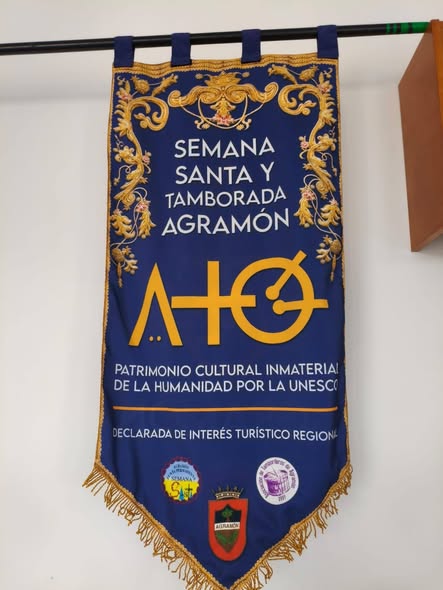 SEMANA
SANTA Y
TAMBORADA
AGRAMÓN
PATRIMONIO CULTURAL INMATERIAL
DE LA HUMANIDAD POR LA UNESCO
DECLARADA DE INTERÉS TURÍSTICO REGIONAL
SEMANA
AGRAMÓN